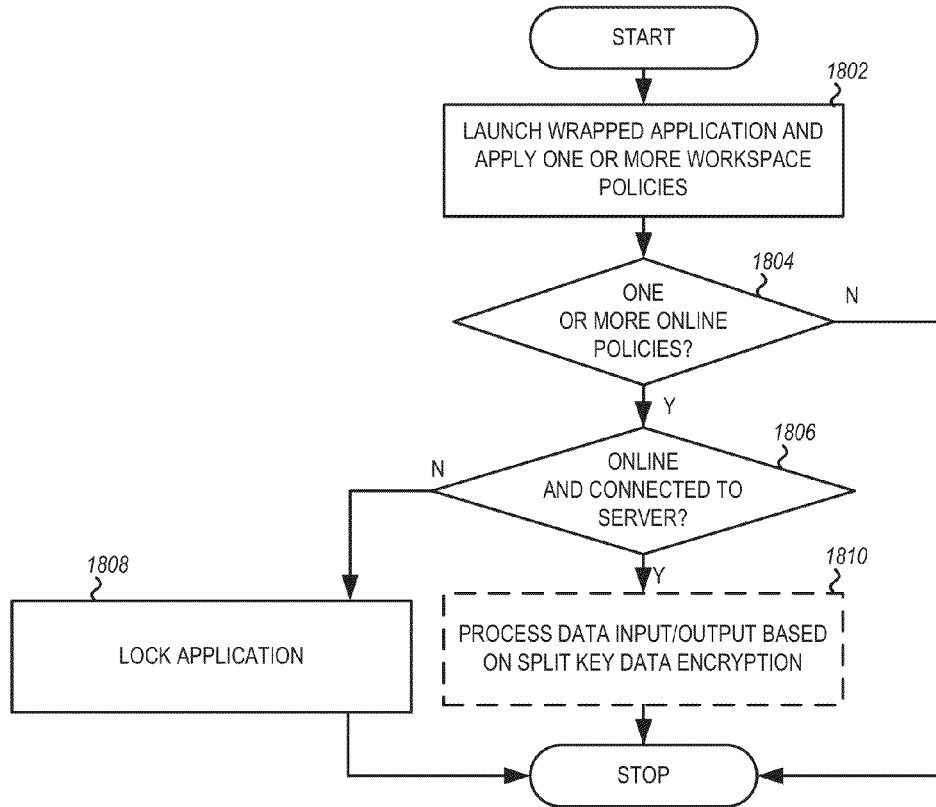 START
1802
LAUNCH WRAPPED APPLICATION AND
APPLY ONE OR MORE WORKSPACE
POLICIES
1804
ONE
OR MORE ONLINE
POLICIES?
N
Y
1806
ONLINE
AND CONNECTED TO
SERVER?
N
Y
1808
LOCK APPLICATION
1810
PROCESS DATA INPUT/OUTPUT BASED
ON SPLIT KEY DATA ENCRYPTION
STOP